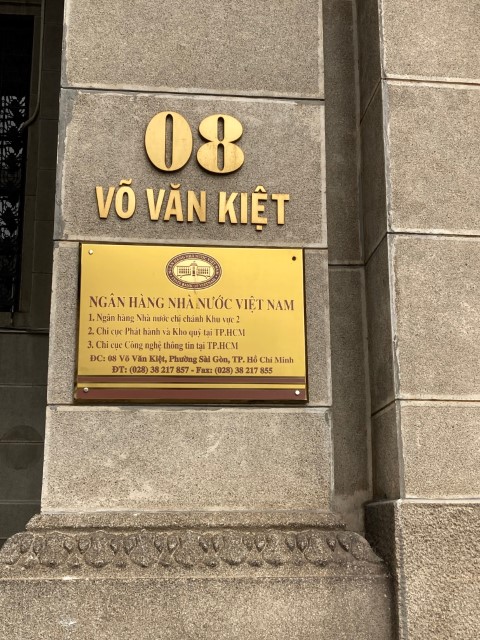 08
VÕ VĂN KIỆT
NGÂN HÀNG NHÀ NƯỚC VIỆT NAM
1. Ngân hàng Nhà nước chi nhánh Khu vực 2
2. Chi cục Phát hành và Kho quỹ tại TP.HCM
3. Chi cục Công nghệ thông tin tại TP.HCM
ĐC: 08 Võ Văn Kiệt, Phường Sài Gòn, TP. Hồ Chí Minh
ĐT: (028) 38 217 857 - Fax: (028) 38 217 855